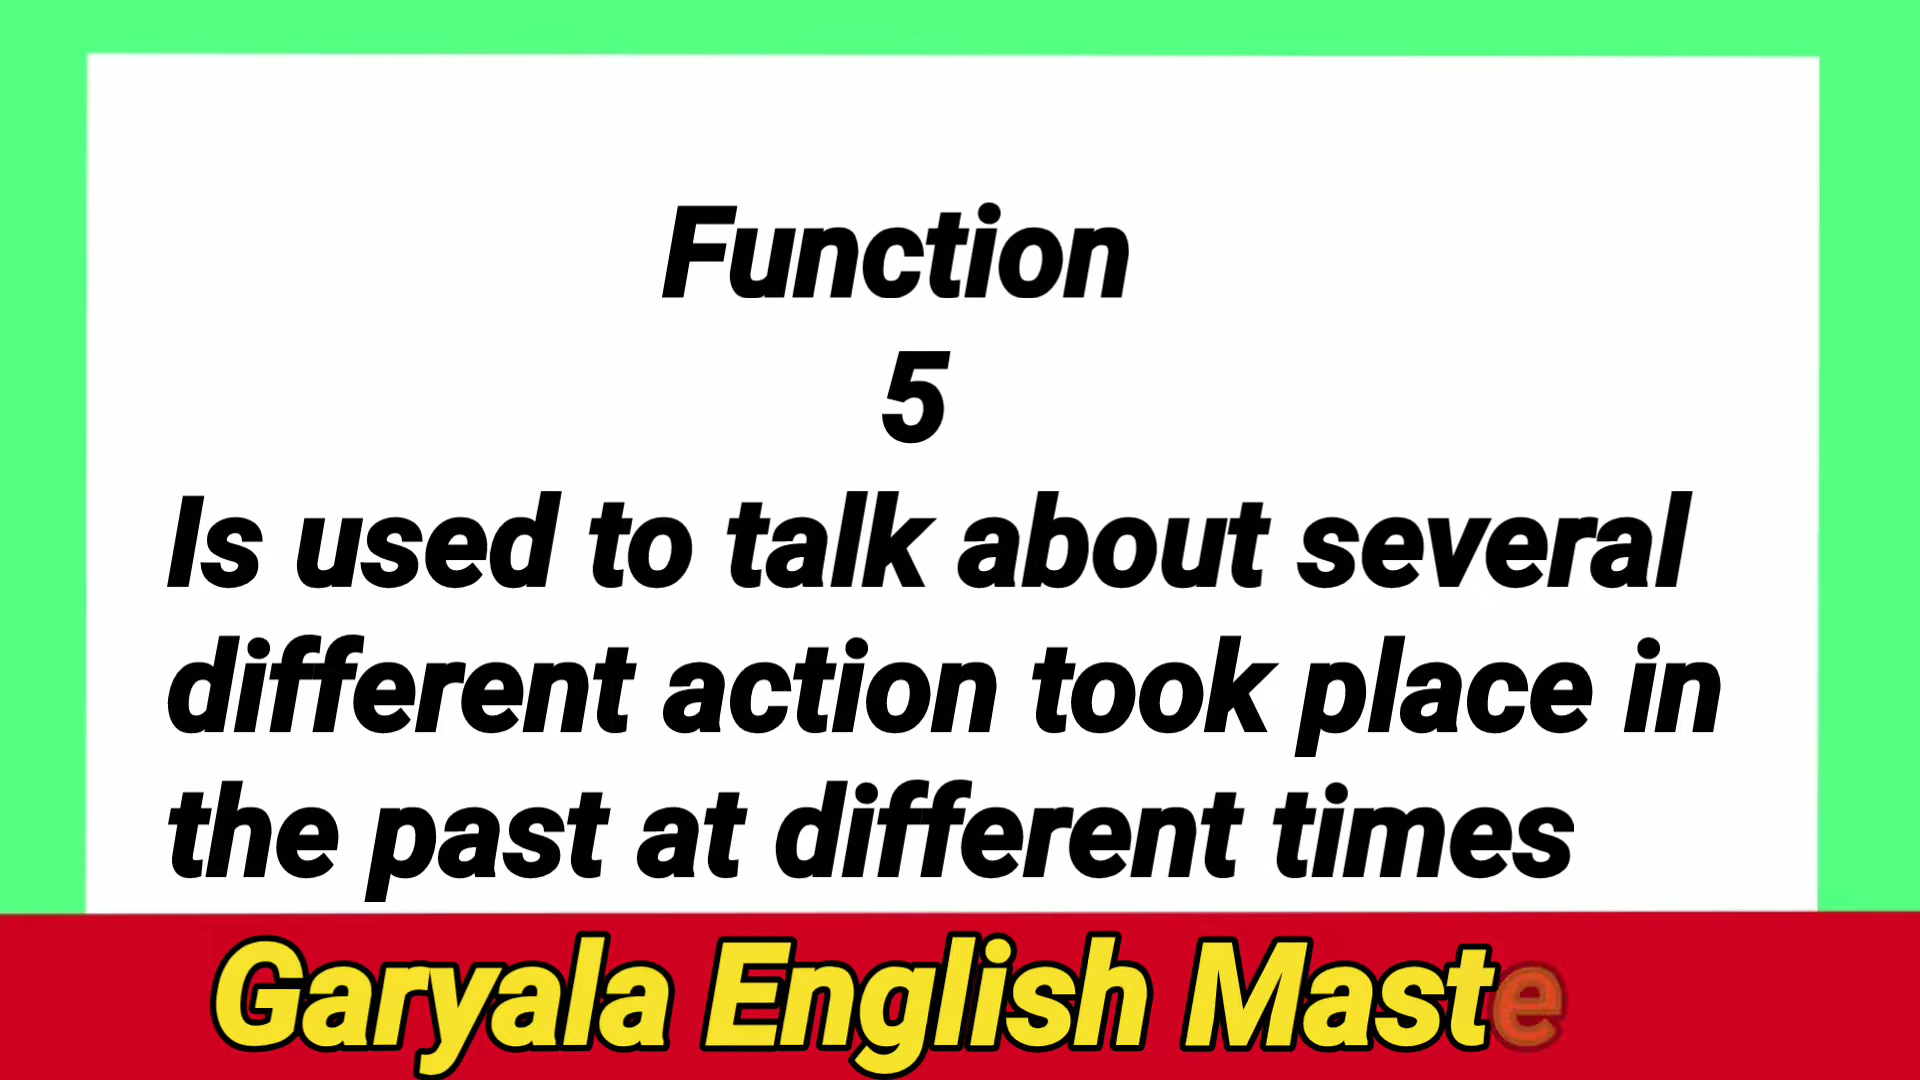 Function
5
Is used to talk about several
different action took place in
the past at different times
Garyala English Maste